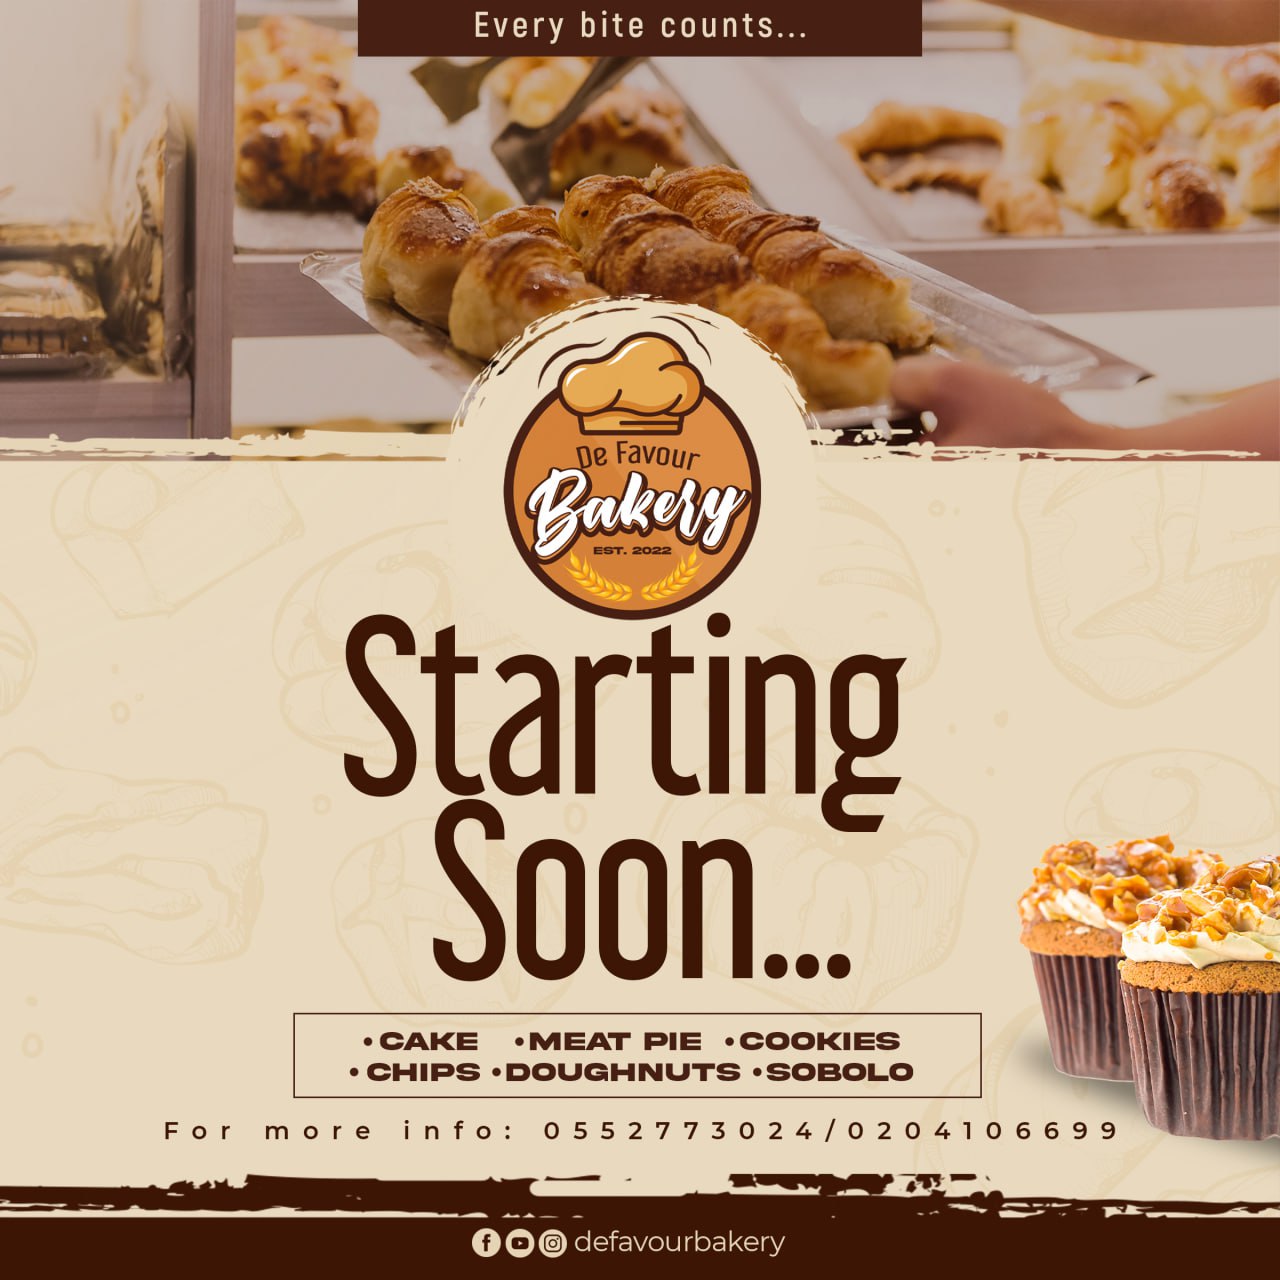 Every bite counts...
De Favour
Bakery
EST. 2022
Starting
Soon...
•CAKE •MEAT PIE •COOKIES
•CHIPS •DOUGHNUTS •SOBOLO
For more info: 0552773024/0204106699
defavourbakery